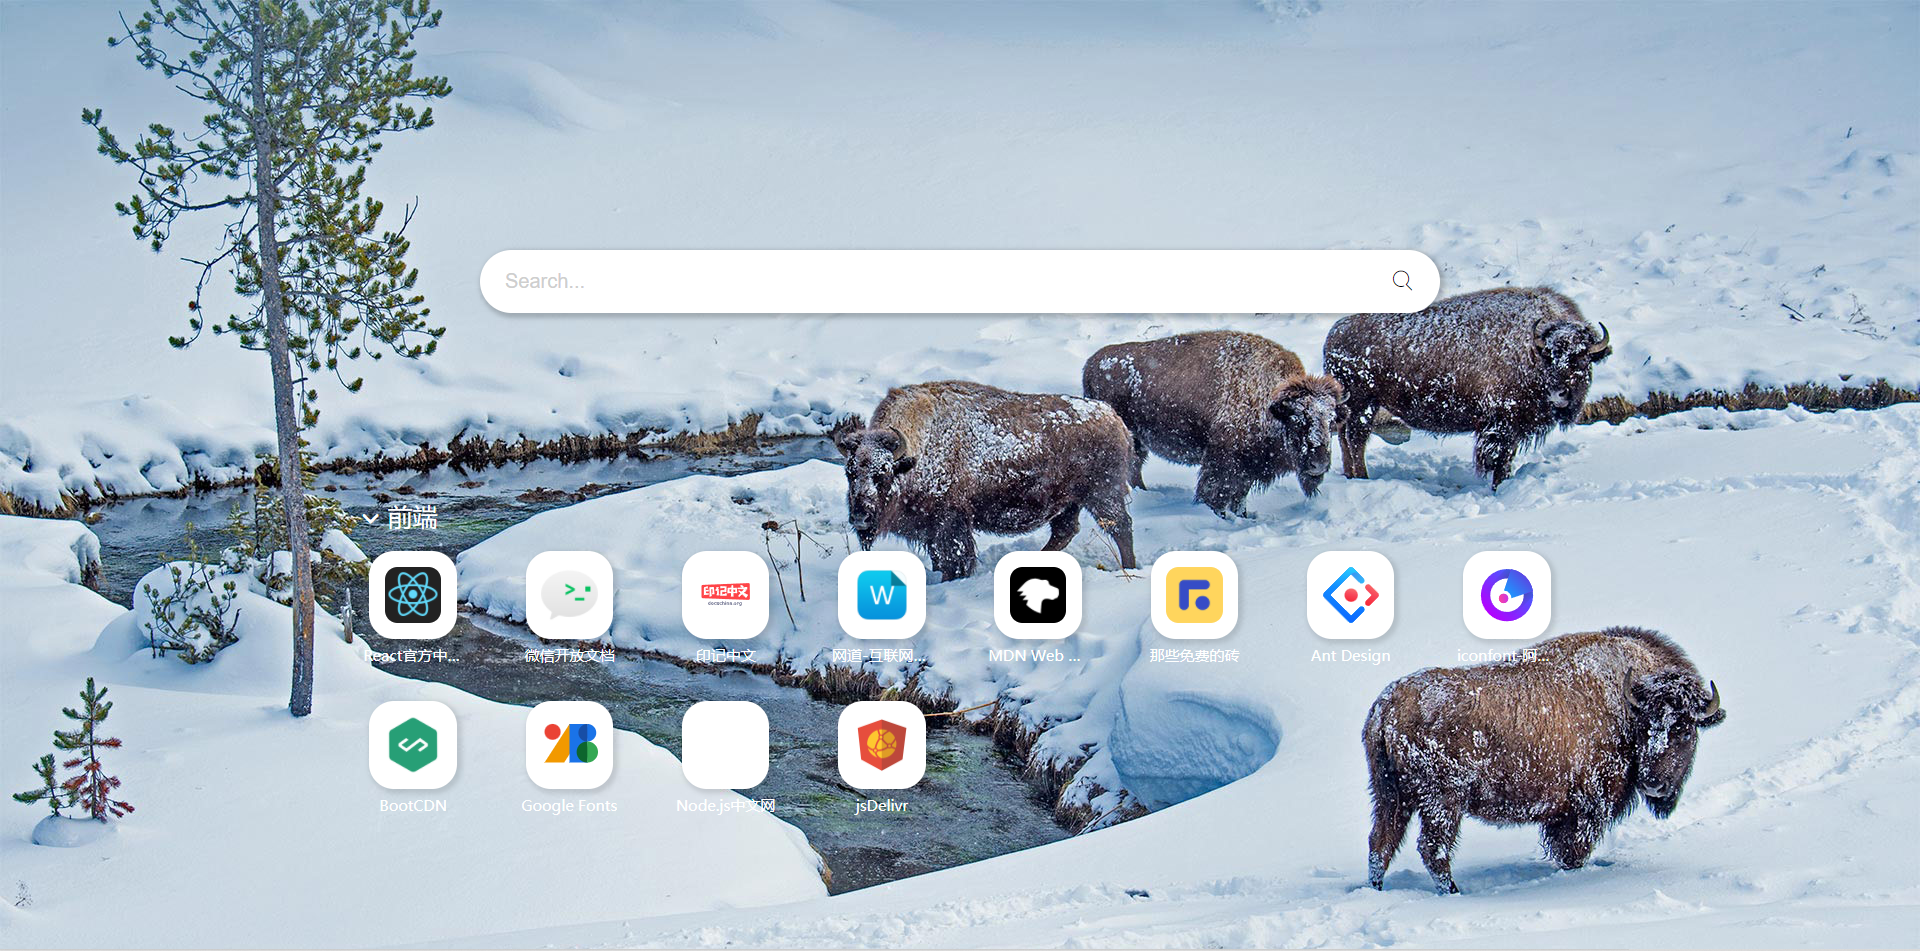 Search...
前端
印记中文
docschina.org
W
React官方中...
微信开放文档
印记中文
网道-互联网...
MDN Web ...
那些免费的砖
Ant Design
iconfont-阿...
BootCDN
Google Fonts
Node.js中文网
jsDelivr